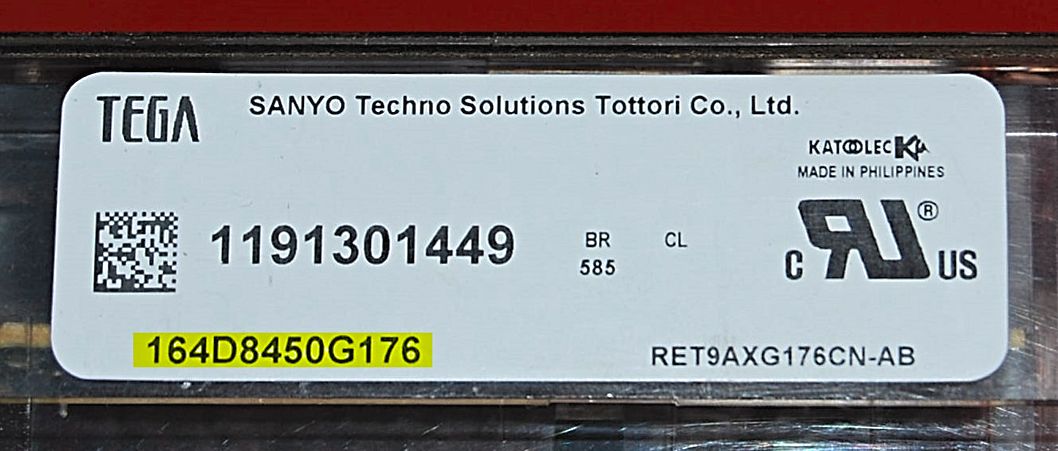 TEGA
SANYO Techno Solutions Tottori Co., Ltd.
KATOOLEC
MADE IN PHILIPPINES
1191301449
BR CL
585
C RU ® US
164D8450G176
RET9AXG176CN-AB